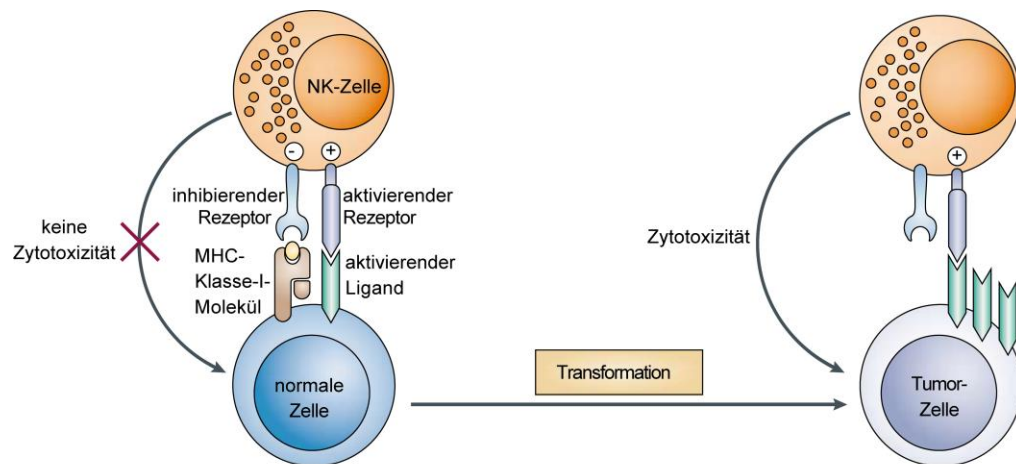 NK-Zelle
-
+
inhibierender
Rezeptor
aktivierender
Rezeptor
keine
Zytotoxizität
MHC-
Klasse-I-
Molekül
aktivierender
Ligand
normale
Zelle
Transformation
+
Zytotoxizität
Tumor-
Zelle